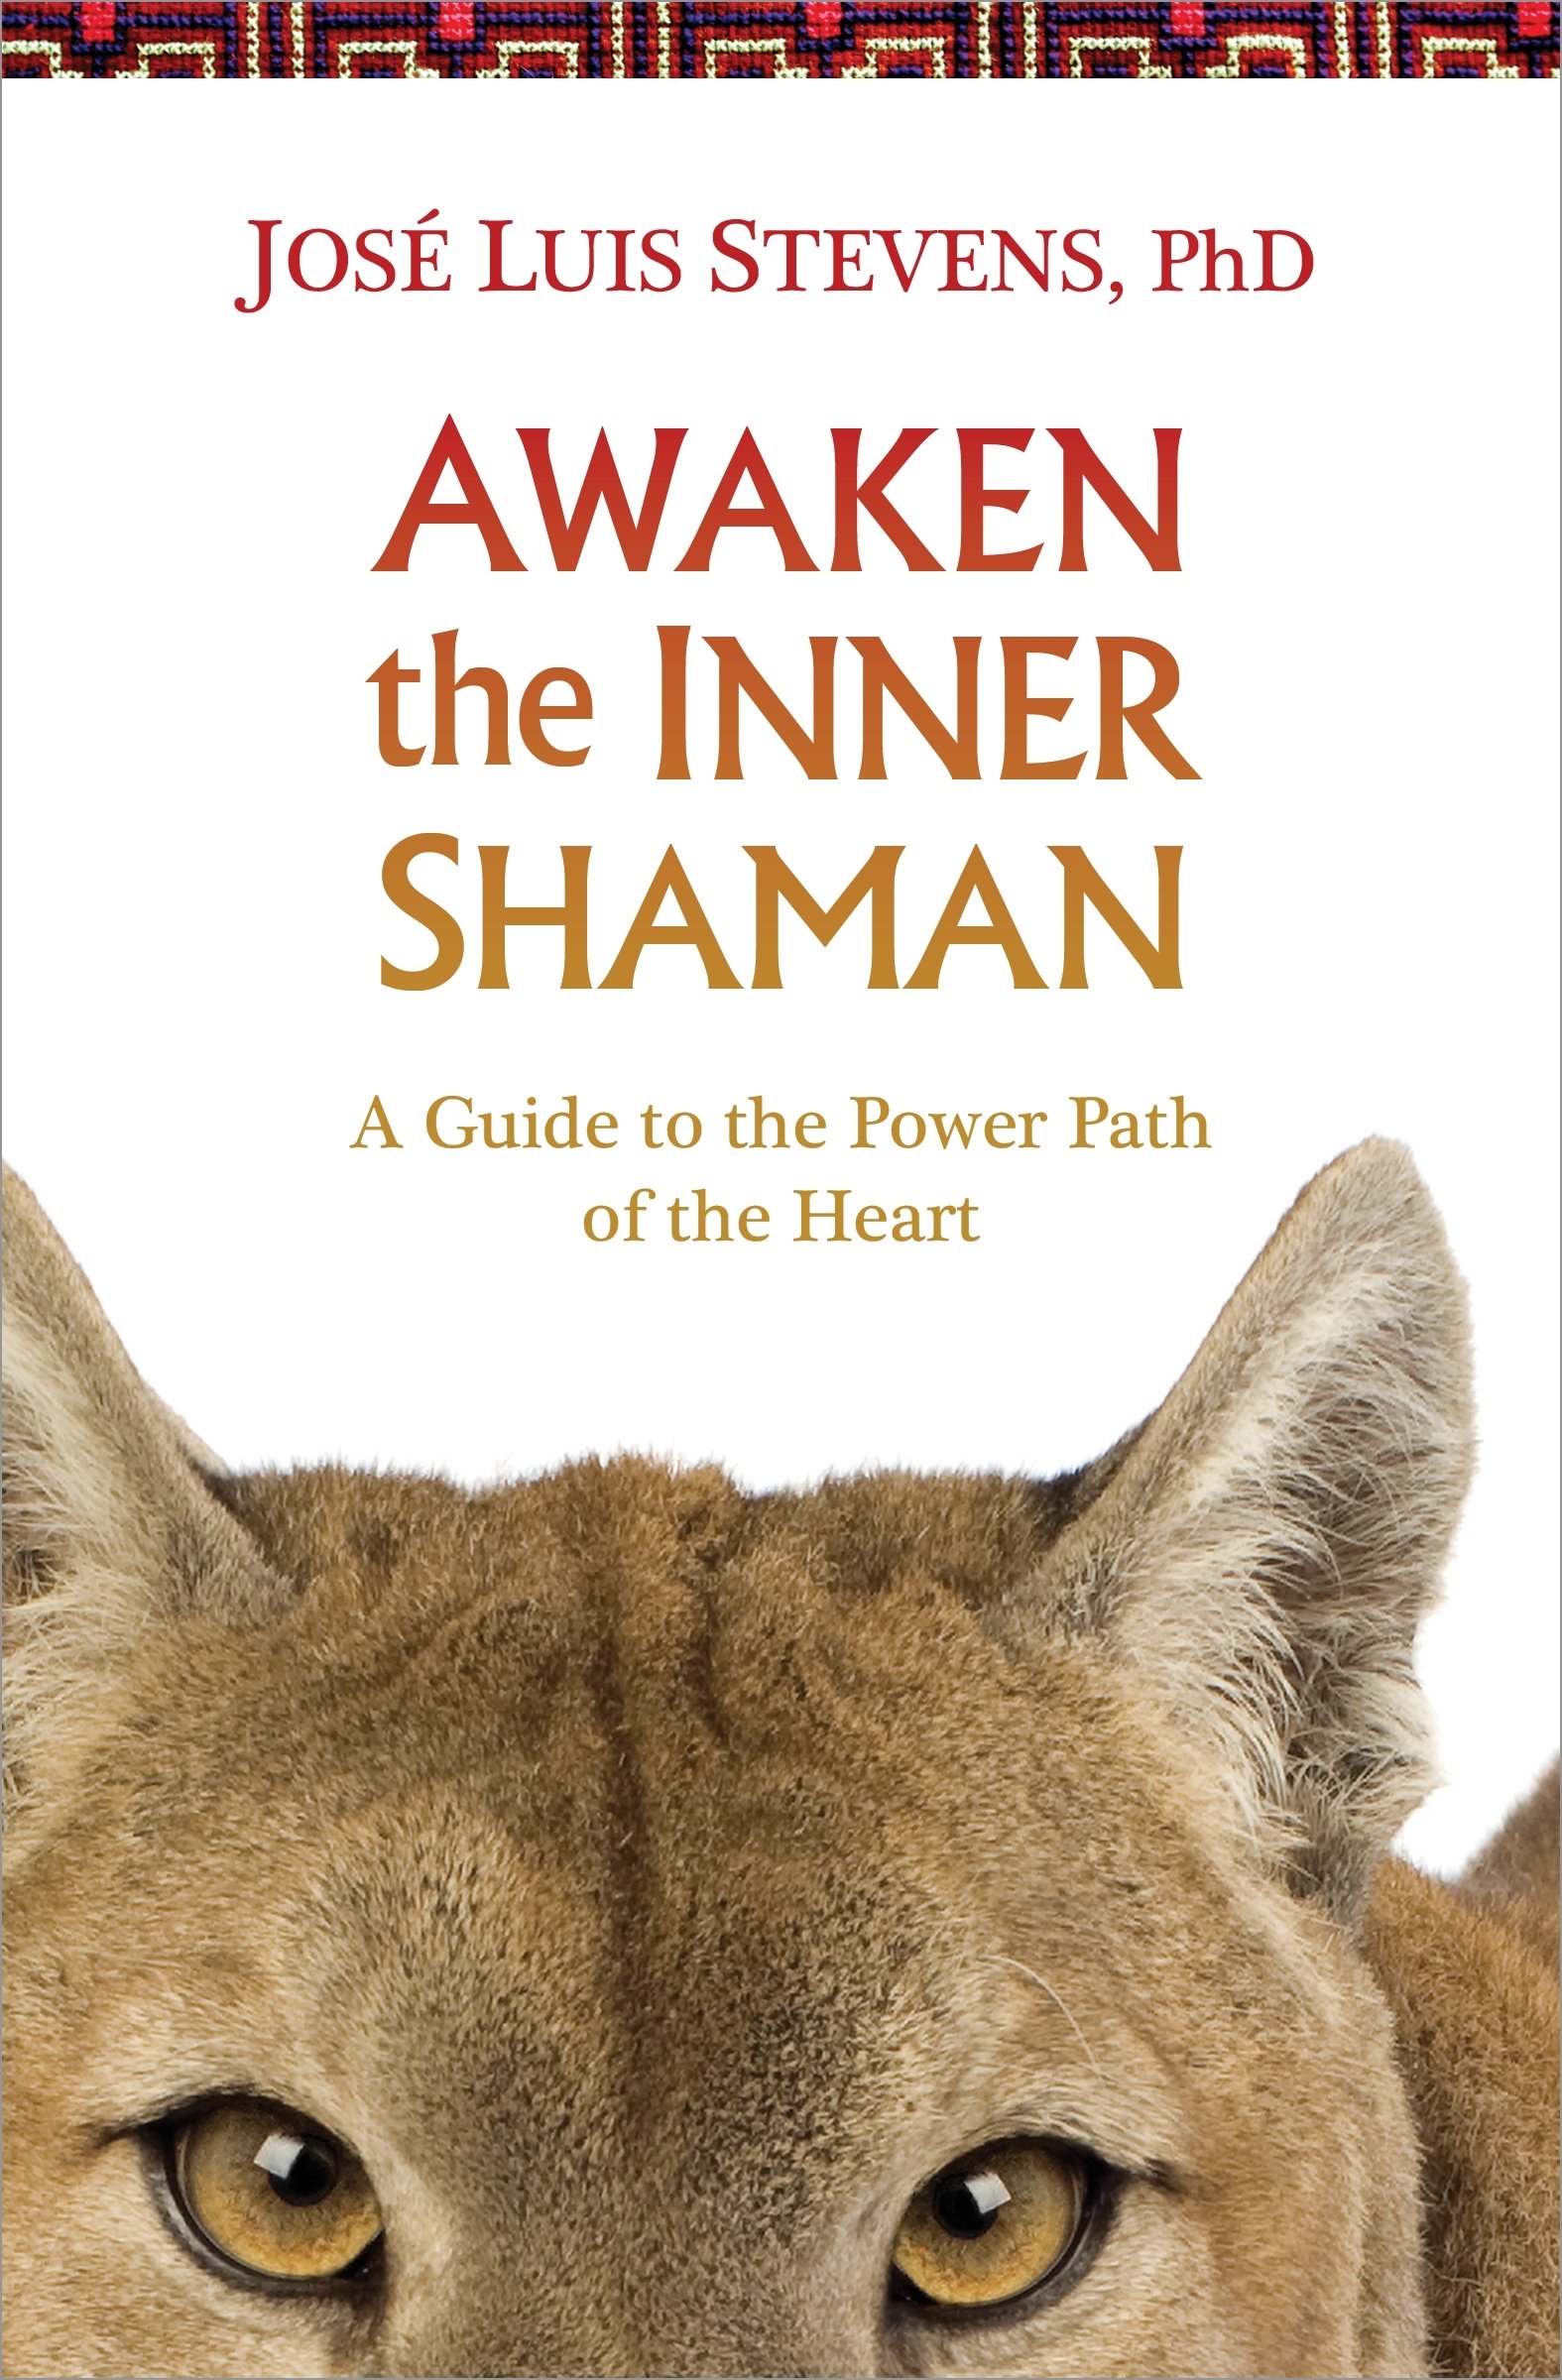 JOSÉ LUIS STEVENS, PhD
AWAKEN
the INNER
SHAMAN
A Guide to the Power Path
of the Heart